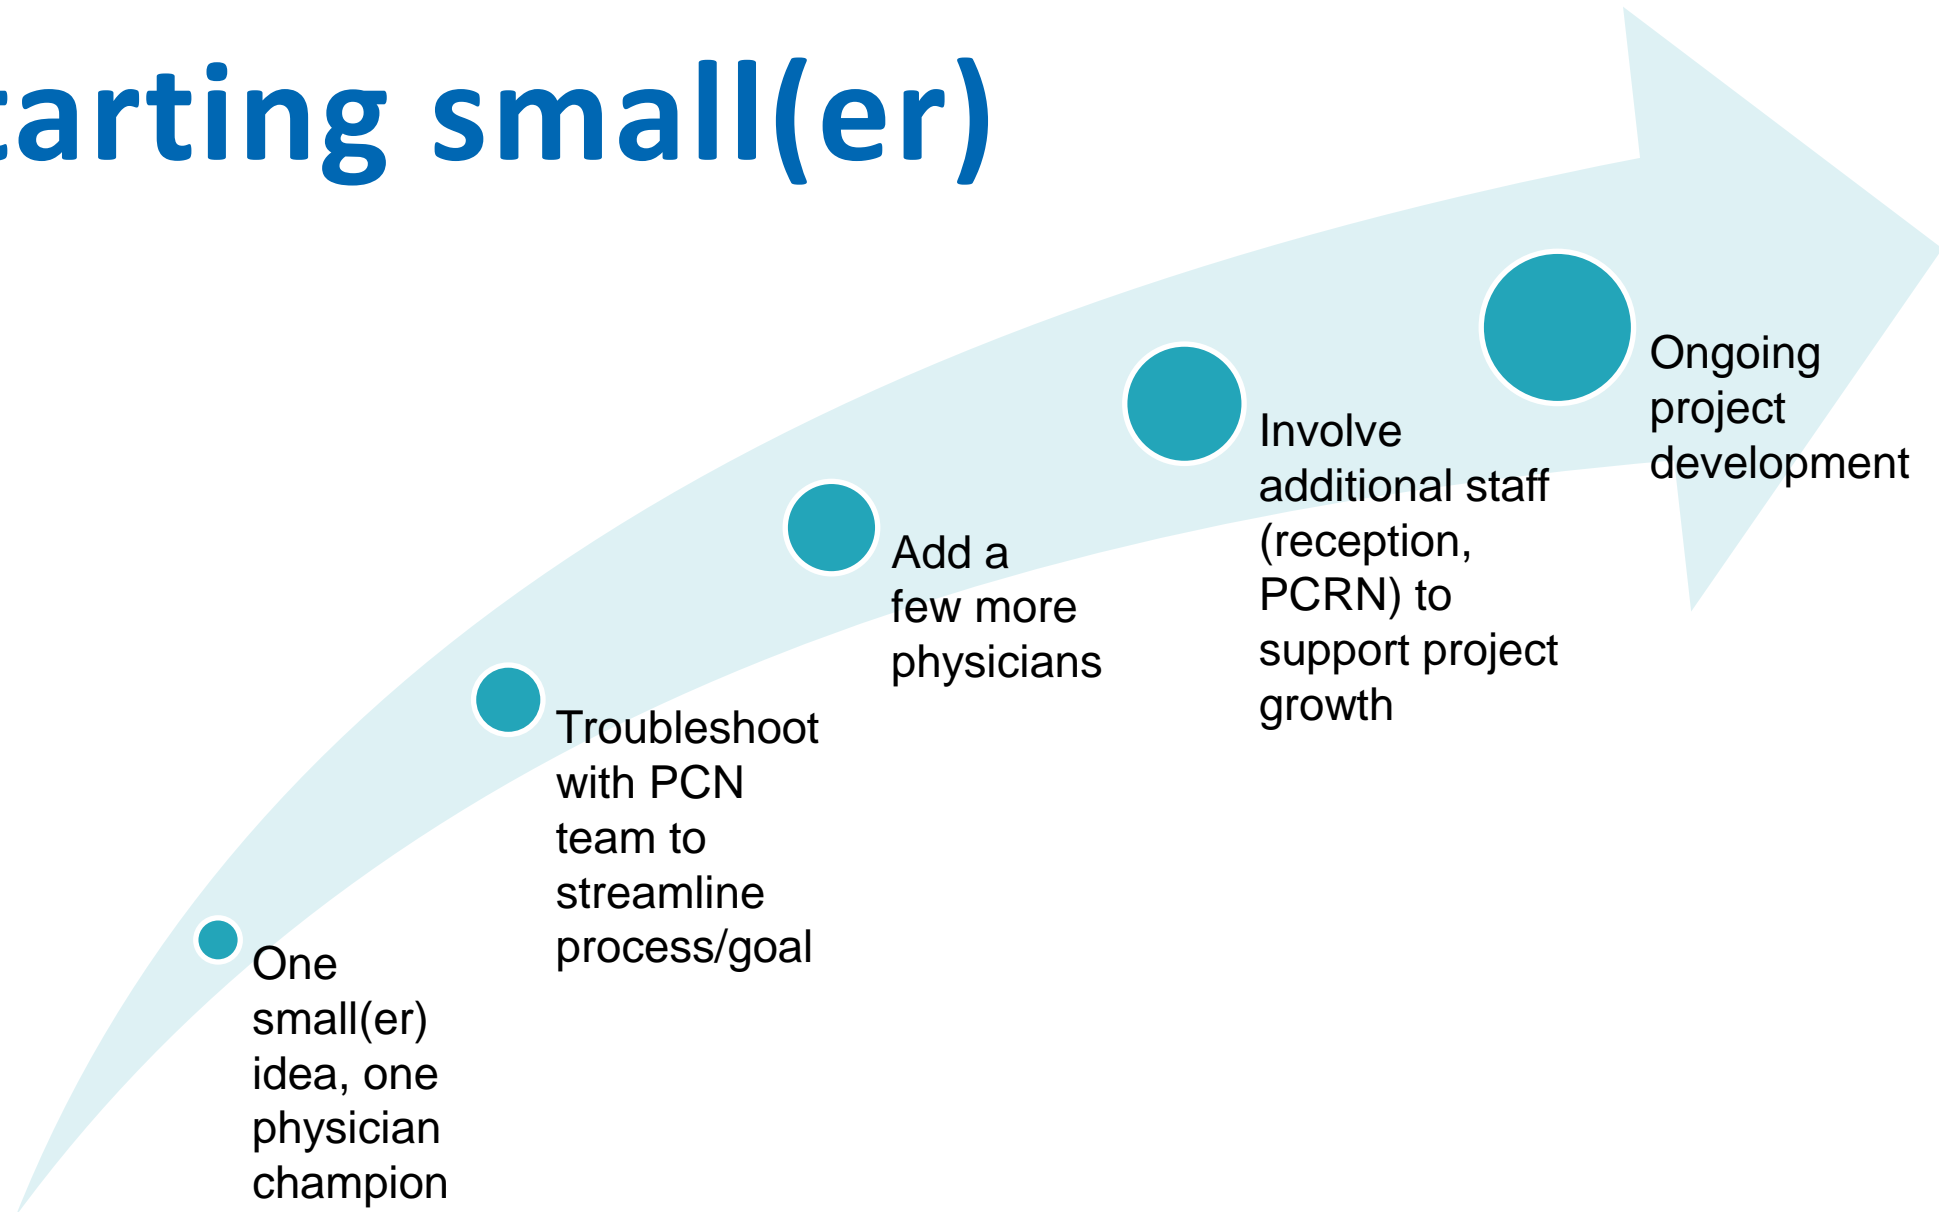 tarting small(er)
One
small(er)
idea, one
physician
champion
Troubleshoot
with PCN
team to
streamline
process/goal
Add a
few more
physicians
Involve
additional staff
(reception,
PCRN) to
support project
growth
Ongoing
project
development